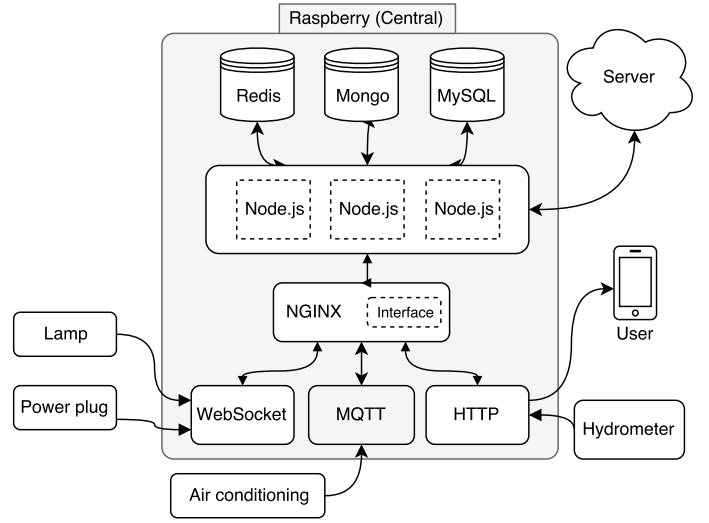 Raspberry (Central)
Redis
Mongo
MySQL
Server
Node.js
Node.js
Node.js
NGINX
Interface
User
Lamp
Power plug
WebSocket
MQTT
HTTP
Hydrometer
Air conditioning